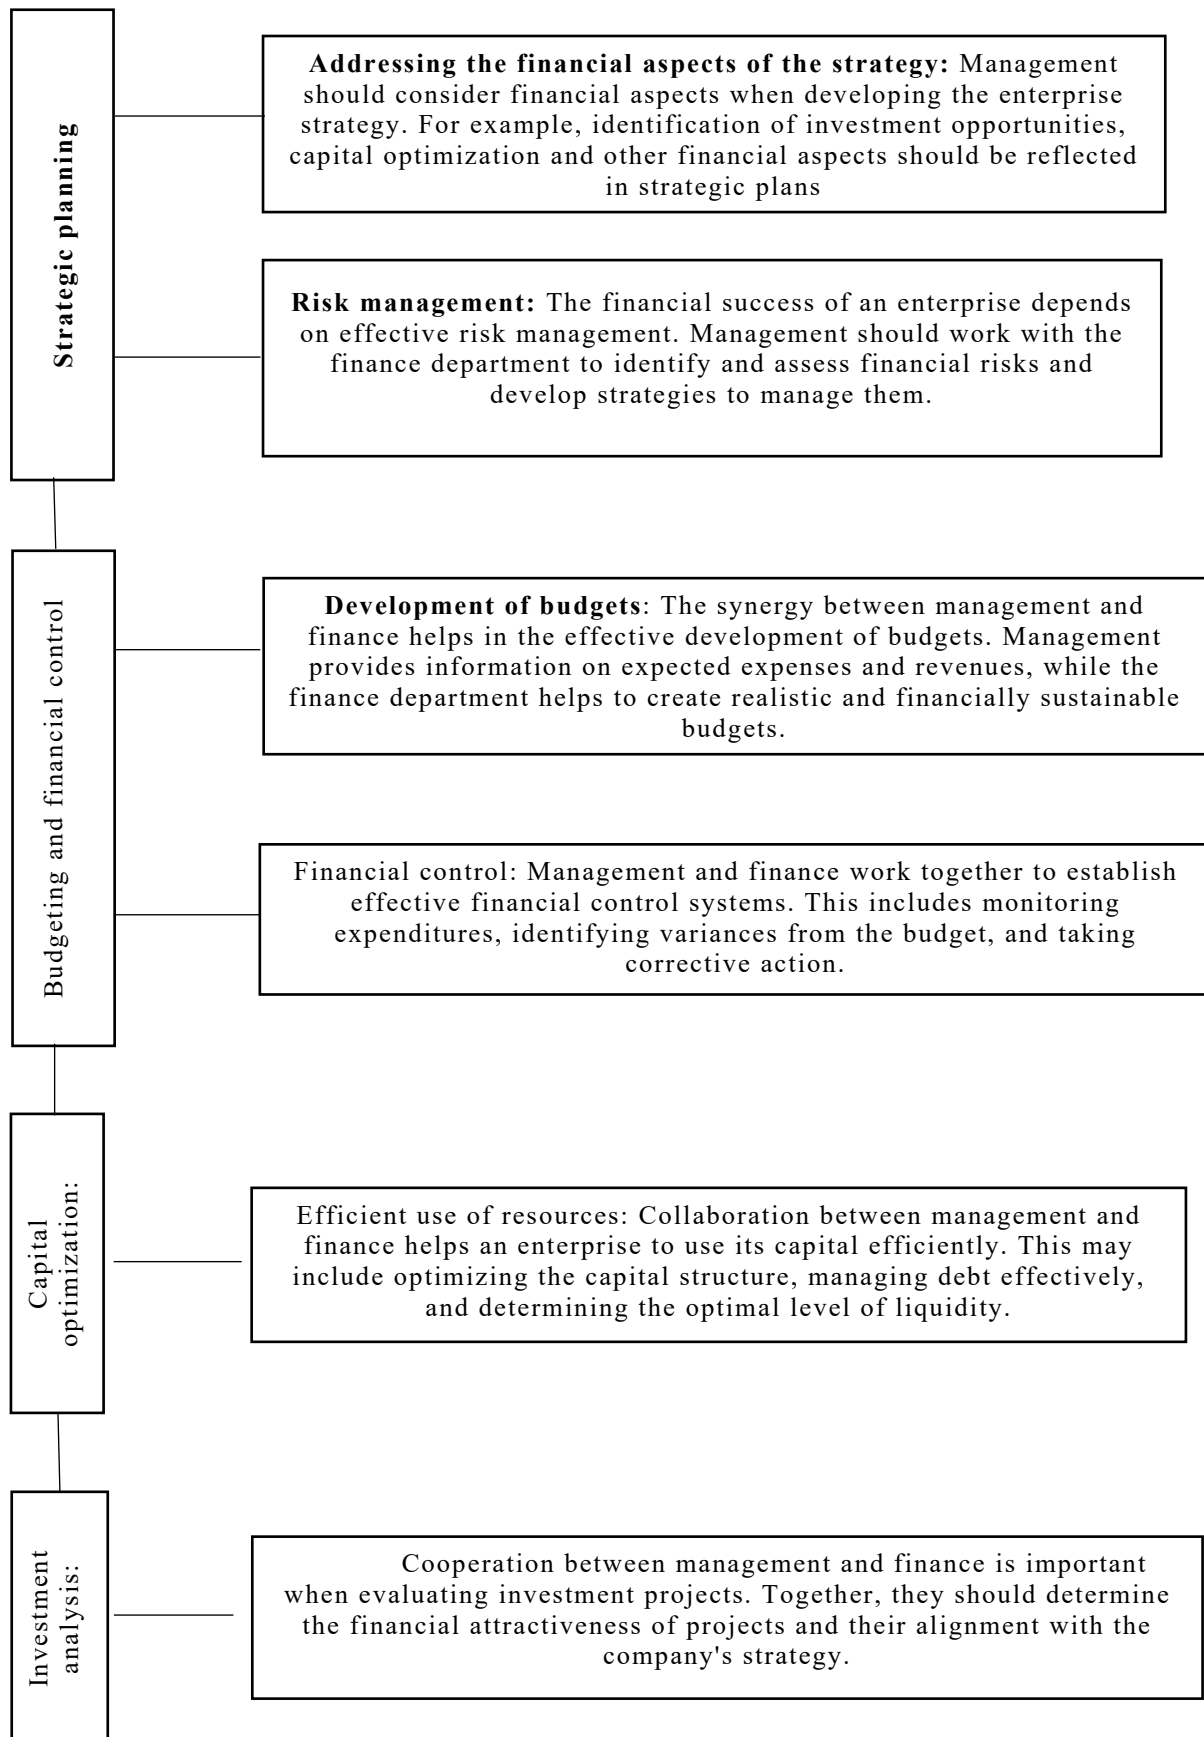 Strategic planning
Addressing the financial aspects of the strategy: Management
should consider financial aspects when developing the enterprise
strategy. For example, identification of investment opportunities,
capital optimization and other financial aspects should be reflected
in strategic plans
Risk management: The financial success of an enterprise depends
on effective risk management. Management should work with the
finance department to identify and assess financial risks and
develop strategies to manage them.
Budgeting and financial control
Development of budgets: The synergy between management and
finance helps in the effective development of budgets. Management
provides information on expected expenses and revenues, while the
finance department helps to create realistic and financially sustainable
budgets.
Financial control: Management and finance work together to establish
effective financial control systems. This includes monitoring
expenditures, identifying variances from the budget, and taking
corrective action.
Capital
optimization:
Efficient use of resources: Collaboration between management and
finance helps an enterprise to use its capital efficiently. This may
include optimizing the capital structure, managing debt effectively,
and determining the optimal level of liquidity.
Investment i
analysis:
Cooperation between management and finance is important
when evaluating investment projects. Together, they should determine
the financial attractiveness of projects and their alignment with the
company's strategy.